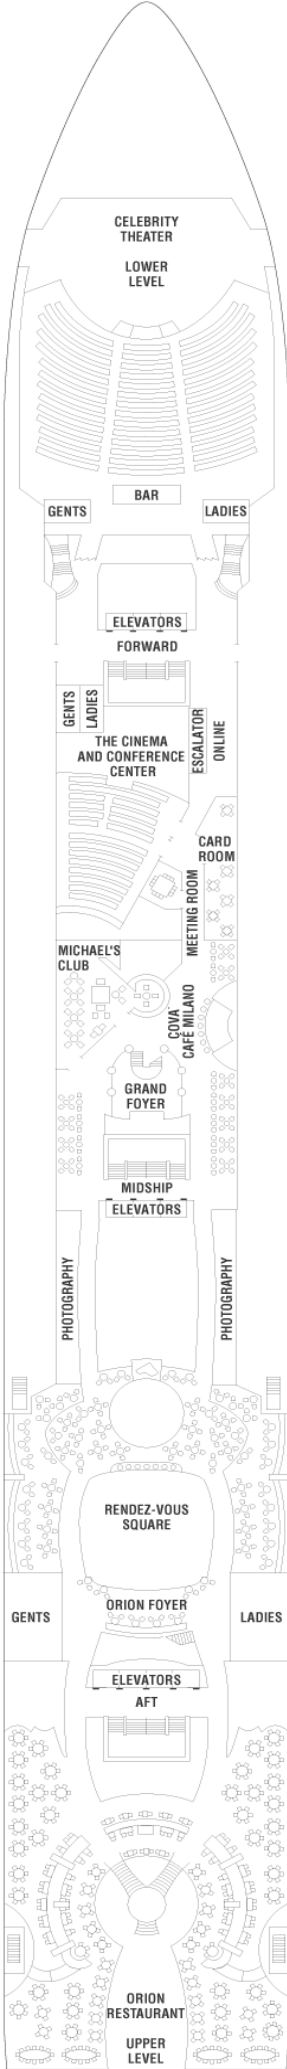 CELEBRITY
THEATER
LOWER
LEVEL
BAR
GENTS
LADIES
ELEVATORS
FORWARD
GENTS
LADIES
ESCALATOR
ONLINE
THE CINEMA
AND CONFERENCE
CENTER
CARD
ROOM
MEETING ROOM
MICHAEL'S
CLUB
COVA
CAFÉ MILANO
GRAND
FOYER
MIDSHIP
ELEVATORS
PHOTOGRAPHY
PHOTOGRAPHY
RENDEZ-VOUS
SQUARE
ORION FOYER
GENTS
LADIES
ELEVATORS
AFT
ORION
RESTAURANT
UPPER
LEVEL